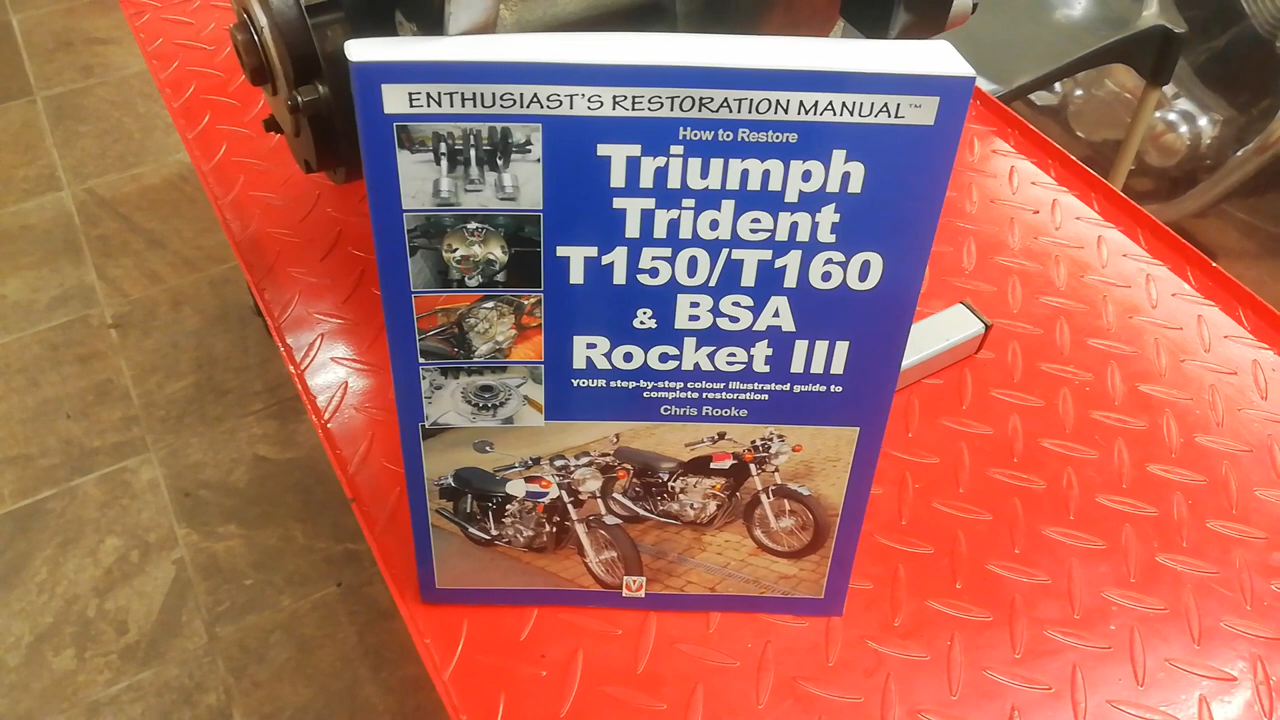 ENTHUSIAST'S RESTORATION MANUAL™
How to Restore
Triumph
Trident
T150/T160
& BSA
Rocket III
YOUR step-by-step colour illustrated guide to
complete restoration
Chris Rooke